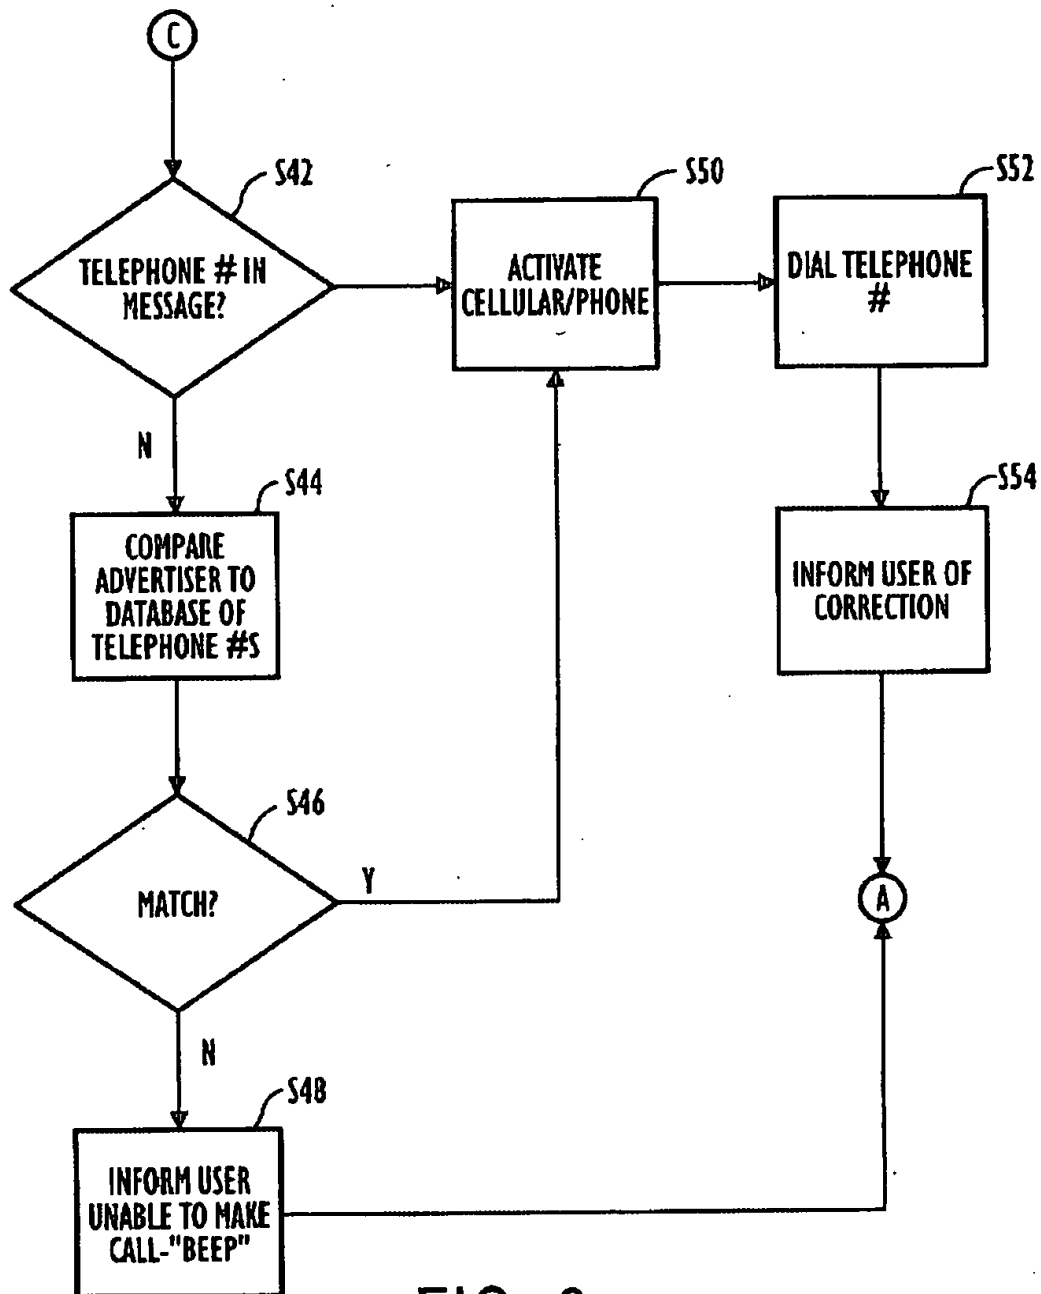 C
S42
TELEPHONE # IN
MESSAGE?
S50
ACTIVATE
CELLULAR/PHONE
S52
DIAL TELEPHONE
#
N
S44
COMPARE
ADVERTISER TO
DATABASE OF
TELEPHONE #S
S54
INFORM USER OF
CORRECTION
S46
MATCH?
Y
A
N
S48
INFORM USER
UNABLE TO MAKE
CALL-"BEEP"